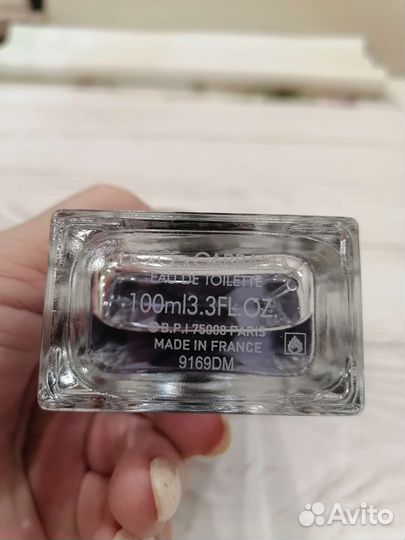 EAU DE TOILETTE
100ml3.3FL.OZ.
B.P.I 75008 PARIS
MADE IN FRANCE
9169DM
Avito